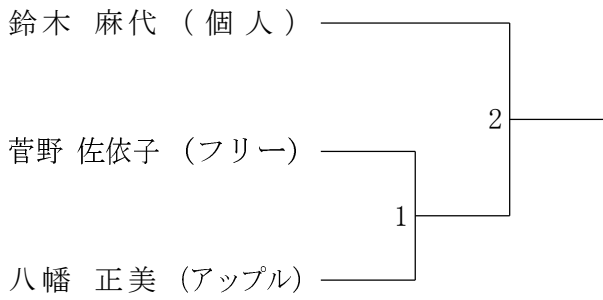 鈴木 麻代 (個人)
2
菅野 佐依子 (フリー)
1
八幡 正美 (アップル)